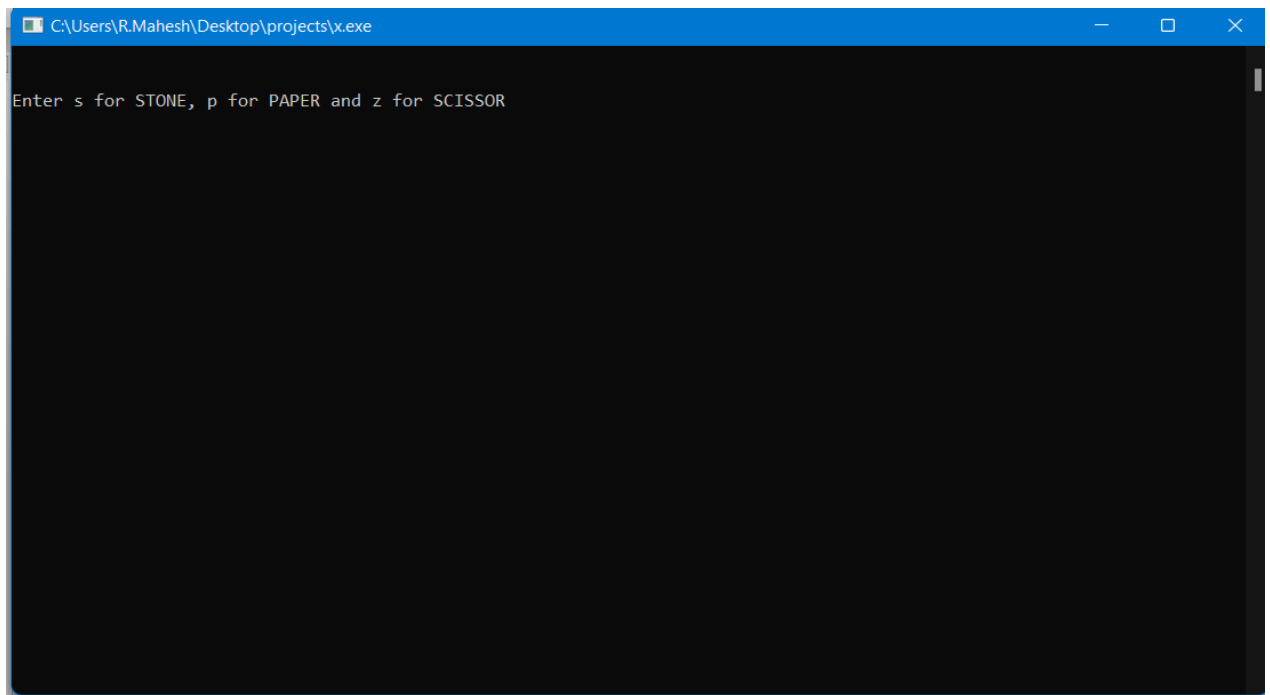 C:\Users\R.Mahesh\Desktop\projects\x.exe
Enter s for STONE, p for PAPER and z for SCISSOR